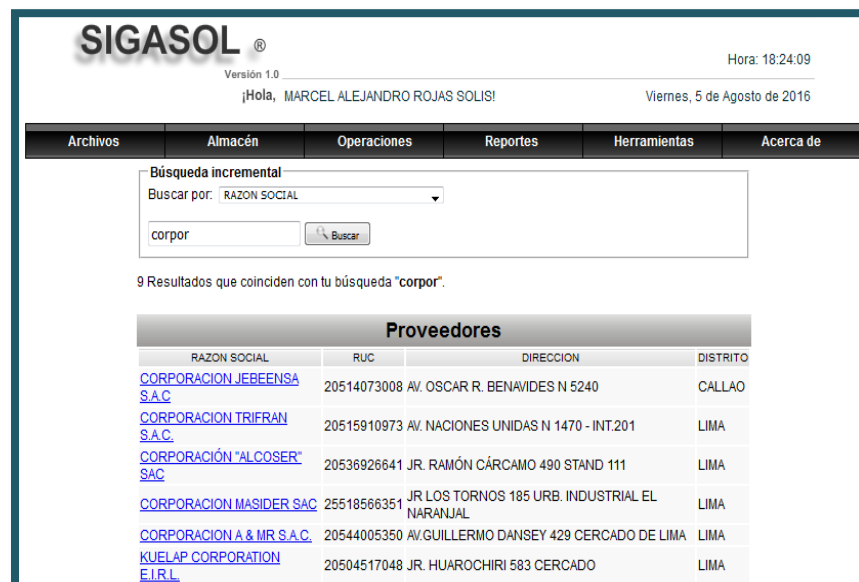 SIGASOL ®
Hora: 18:24:09
Versión 1.0
¡Hola, MARCEL ALEJANDRO ROJAS SOLIS! Viernes, 5 de Agosto de 2016
Archivos Almacén Operaciones Reportes Herramientas Acerca de
Búsqueda incremental
Buscar por: RAZON SOCIAL
corpor Buscar
9 Resultados que coinciden con tu búsqueda "corpor".
Proveedores
RAZON SOCIAL RUC DIRECCION DISTRITO
CORPORACION JEBEENSA
S.A.C 20514073008 AV. OSCAR R. BENAVIDES N 5240 CALLAO
CORPORACION TRIFRAN
S.A.C. 20515910973 AV. NACIONES UNIDAS N 1470 - INT.201 LIMA
CORPORACIÓN "ALCOSER"
SAC 20536926641 JR. RAMÓN CÁRCAMO 490 STAND 111 LIMA
CORPORACION MASIDER SAC 25518566351 JR LOS TORNOS 185 URB. INDUSTRIAL EL
NARANJAL LIMA
CORPORACION A & MR S.A.C. 20544005350 AV.GUILLERMO DANSEY 429 CERCADO DE LIMA LIMA
KUELAP CORPORATION
E.I.R.L. 20504517048 JR. HUAROCHIRI 583 CERCADO LIMA